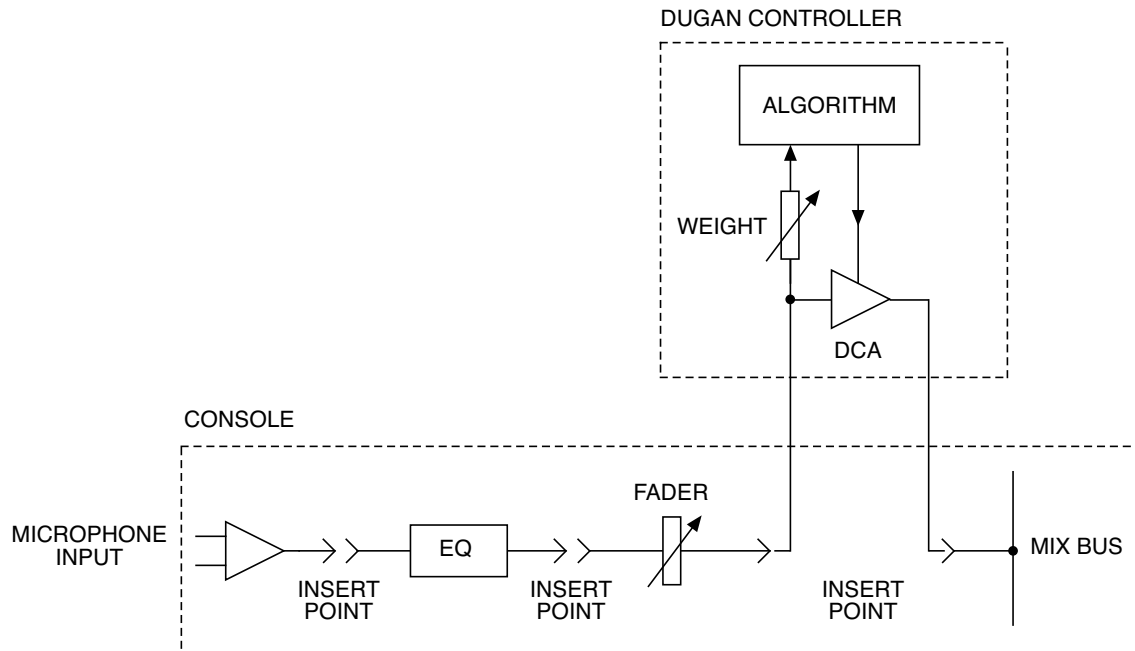 DUGAN CONTROLLER
ALGORITHM
WEIGHT
DCA
CONSOLE
FADER
MICROPHONE
INPUT
EQ
MIX BUS
INSERT
POINT
INSERT
POINT
INSERT
POINT